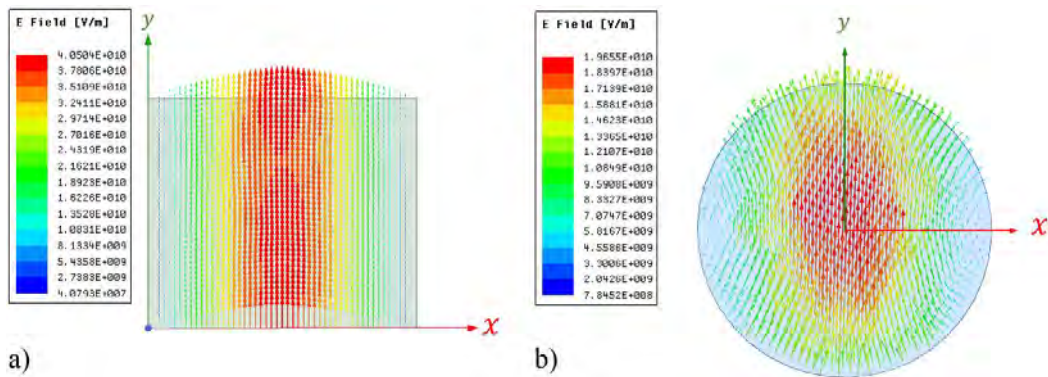 E Field [V/m]
4.0504E+010
3.7806E+010
3.5109E+010
3.2411E+010
2.9714E+010
2.7016E+010
2.4319E+010
2.1621E+010
1.8923E+010
1.6226E+010
1.3528E+010
1.0831E+010
8.1334E+009
5.4358E+009
2.7383E+009
4.0793E+007
y
x
a)
E Field [V/m]
1.9655E+010
1.8397E+010
1.7139E+010
1.5881E+010
1.4623E+010
1.3365E+010
1.2107E+010
1.0849E+010
9.5908E+009
8.3327E+009
7.0747E+009
5.8167E+009
4.5586E+009
3.3006E+009
2.0426E+009
7.8452E+008
y
x
b)